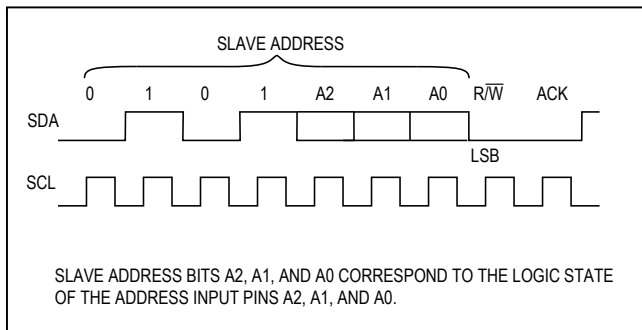 SLAVE ADDRESS
0 1 0 1 A2 A1 A0 R/W̅ ACK
SDA
LSB
SCL
SLAVE ADDRESS BITS A2, A1, AND A0 CORRESPOND TO THE LOGIC STATE
OF THE ADDRESS INPUT PINS A2, A1, AND A0.